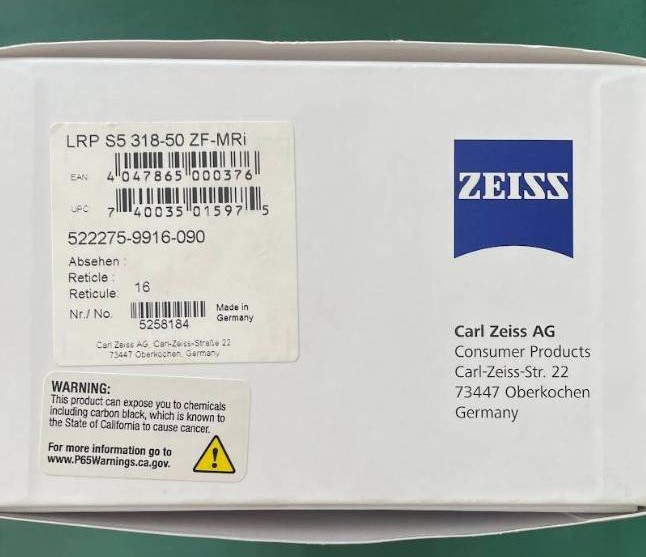 LRP S5 318-50 ZF-MRi
EAN: 4 047865 000376
UPC: 7 40035 01597 5
522275-9916-090
Absehen :
Reticle :
Reticule: 16
Nr./ No. 5258184
Made in
Germany
Carl Zeiss AG, Carl-Zeiss-Straße 22
73447 Oberkochen, Germany
WARNING:
This product can expose you to chemicals
including carbon black, which is known to
the State of California to cause cancer.
For more information go to
www.P65Warnings.ca.gov.
ZEISS
Carl Zeiss AG
Consumer Products
Carl-Zeiss-Str. 22
73447 Oberkochen
Germany